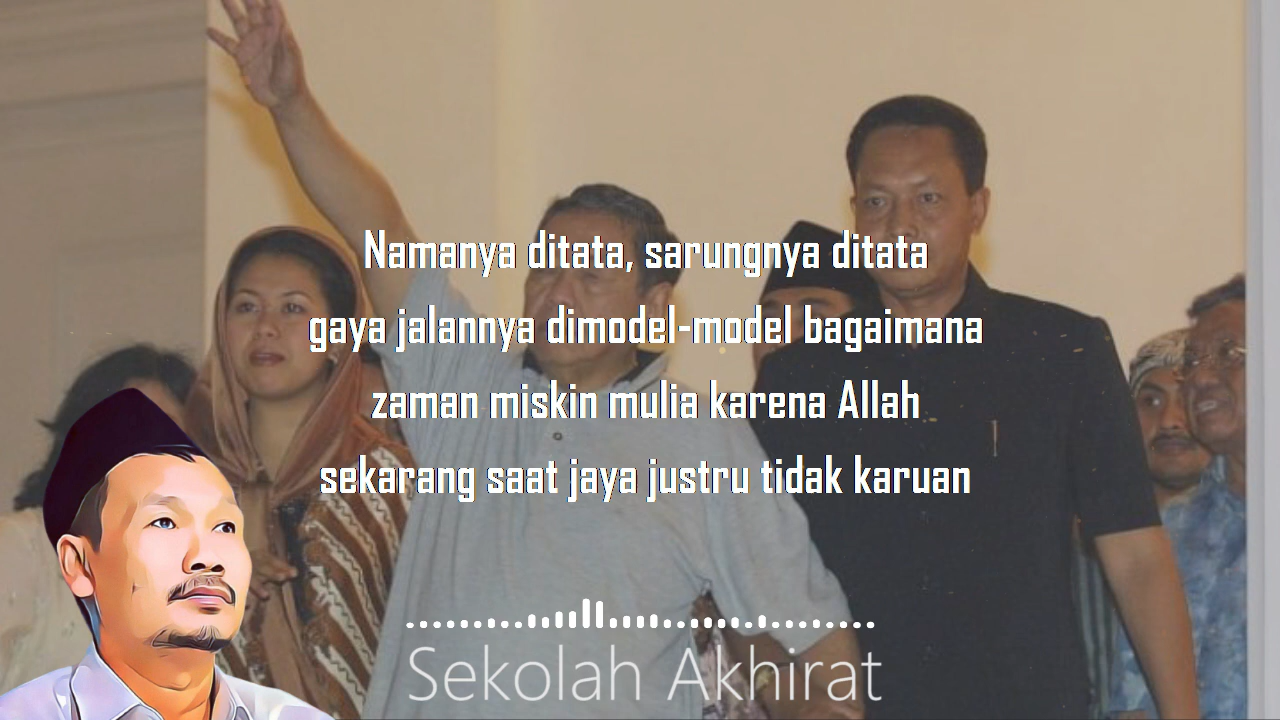 Namanya ditata, sarungnya ditata
gaya jalannya dimodel-model bagaimana
zaman miskin mulia karena Allah
sekarang saat jaya justru tidak karuan
Sekolah Akhirat